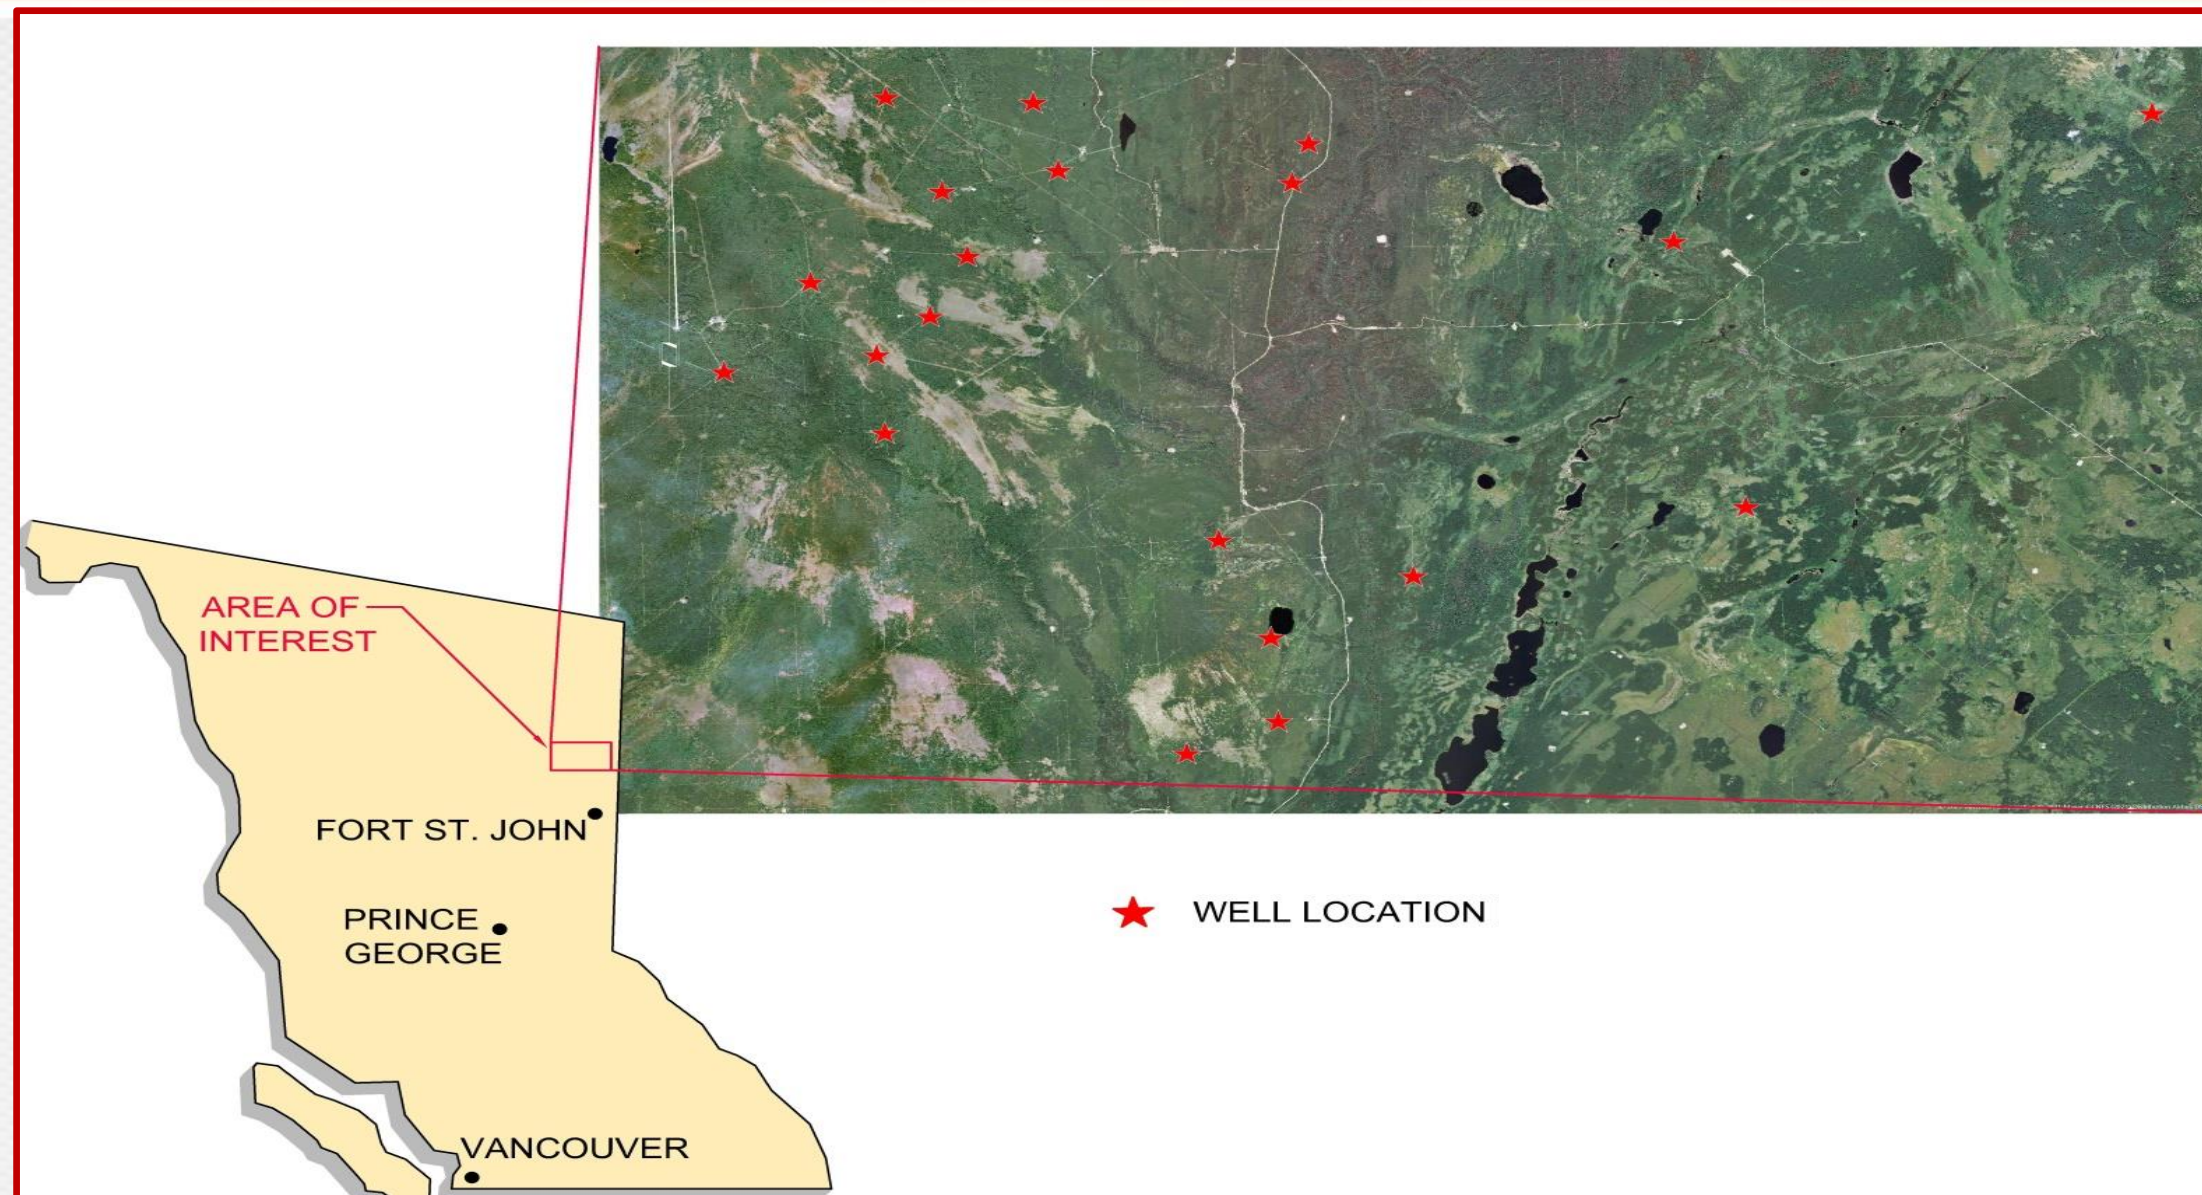 AREA OF
INTEREST
FORT ST. JOHN
PRINCE
GEORGE
VANCOUVER
WELL LOCATION